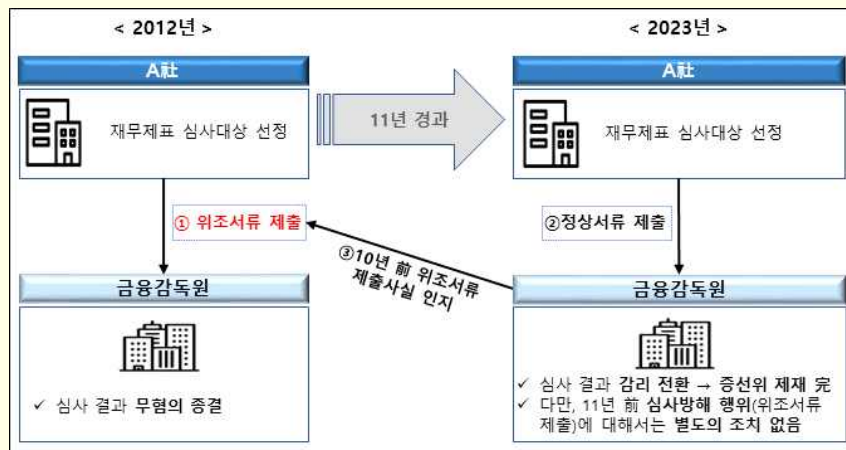 < 2012년 >
A社
재무제표 심사대상 선정
① 위조서류 제출
금융감독원
✓ 심사 결과 무혐의 종결
11년 경과
< 2023년 >
A社
재무제표 심사대상 선정
②정상서류 제출
③10년 前 위조서류
제출사실 인지
금융감독원
✓ 심사 결과 감리 전환 → 증선위 제재 完
✓ 다만, 11년 前 심사방해 행위(위조서류
제출)에 대해서는 별도의 조치 없음